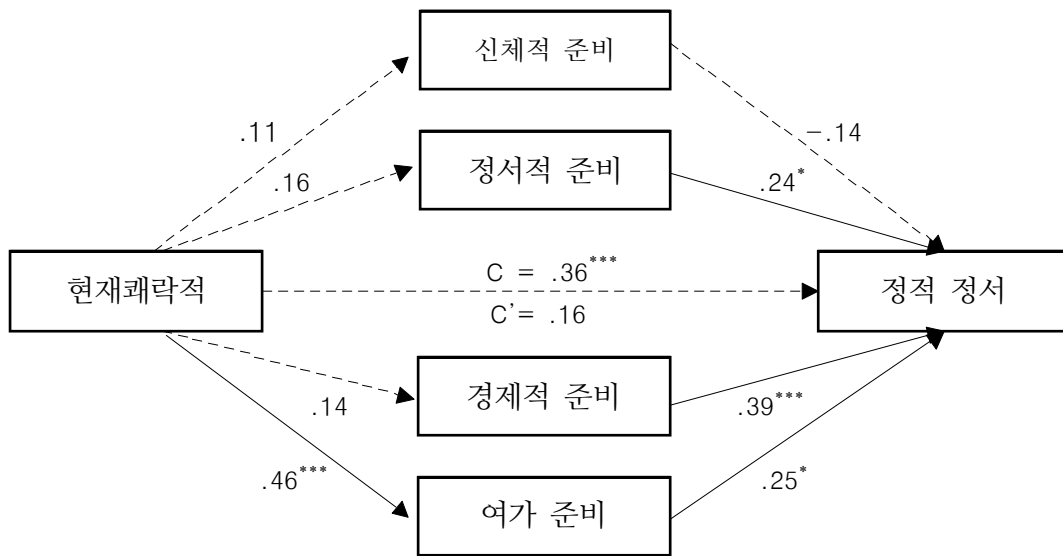 신체적 준비
.11
-.14
정서적 준비
.16
.24*
현재쾌락적
C = .36***
C'= .16
정적 정서
경제적 준비
.14
.39***
.46***
.25*
여가 준비